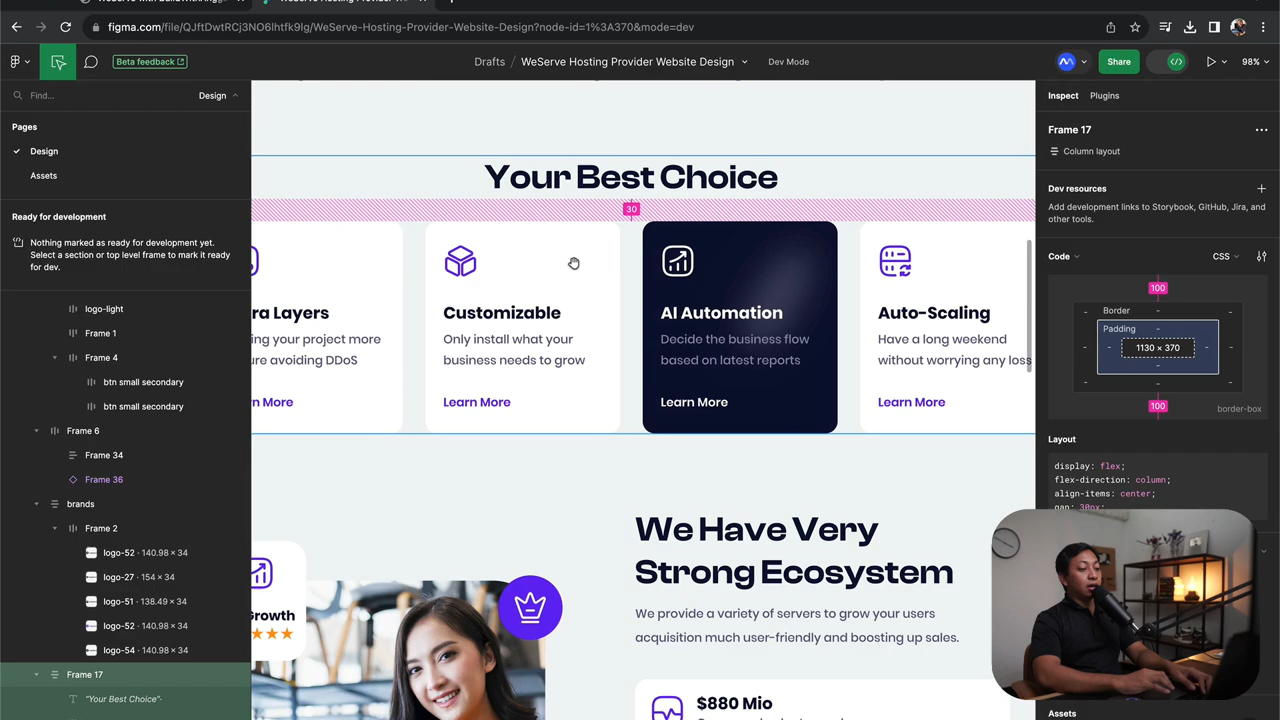 figma.com/file/QJftDwtRCj3NO6lhtfk9lg/WeServe-Hosting-Provider-Website-Design?node-id=1%3A370&mode=dev
Beta feedback
Drafts / WeServe Hosting Provider Website Design
Dev Mode
Share
98%
Find...
Design
Pages
Design
Assets
Ready for development
Nothing marked as ready for development yet.
Select a section or top level frame to mark it ready
for dev.
logo-light
Frame 1
Frame 4
btn small secondary
btn small secondary
Frame 6
Frame 34
Frame 36
brands
Frame 2
logo-52 · 140.98 × 34
logo-27 · 154 × 34
logo-51 · 138.49 × 34
logo-52 · 140.98 × 34
logo-54 · 140.98 × 34
Frame 17
"Your Best Choice"
Your Best Choice
30
ra Layers
ing your project more
ure avoiding DDoS
n More
Customizable
Only install what your
business needs to grow
Learn More
AI Automation
Decide the business flow
based on latest reports
Learn More
Auto-Scaling
Have a long weekend
without worrying any loss
Learn More
Growth
We Have Very
Strong Ecosystem
We provide a variety of servers to grow your users
acquisition much user-friendly and boosting up sales.
$880 Mio
Inspect
Plugins
Frame 17
Column layout
Dev resources
Add development links to Storybook, GitHub, Jira, and
other tools.
Code
CSS
100
Border
Padding
1130 × 370
100
border-box
Layout
display: flex;
flex-direction: column;
align-items: center;
gap: 30px;
Assets